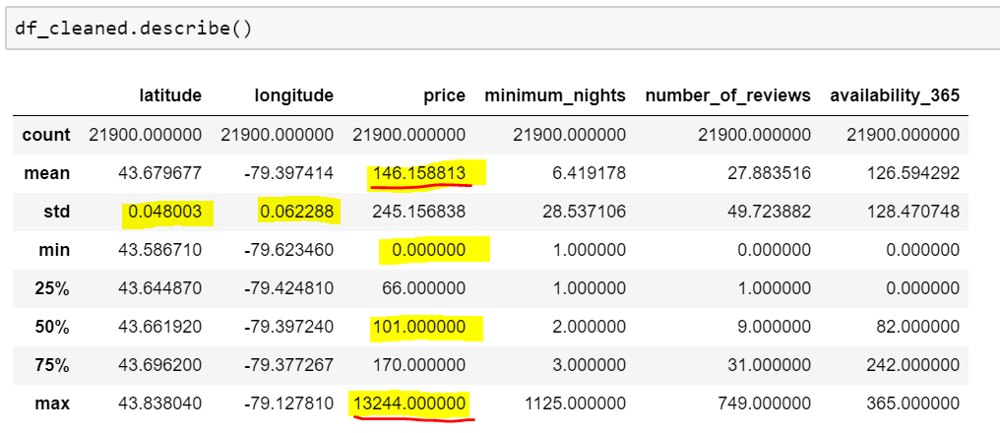 df_cleaned.describe()
latitude longitude price minimum_nights number_of_reviews availability_365
count 21900.000000 21900.000000 21900.000000 21900.000000 21900.000000 21900.000000
mean 43.679677 -79.397414 146.158813 6.419178 27.883516 126.594292
std 0.048003 0.062288 245.156838 28.537106 49.723882 128.470748
min 43.586710 -79.623460 0.000000 1.000000 0.000000 0.000000
25% 43.644870 -79.424810 66.000000 1.000000 1.000000 0.000000
50% 43.661920 -79.397240 101.000000 2.000000 9.000000 82.000000
75% 43.696200 -79.377267 170.000000 3.000000 31.000000 242.000000
max 43.838040 -79.127810 13244.000000 1125.000000 749.000000 365.000000